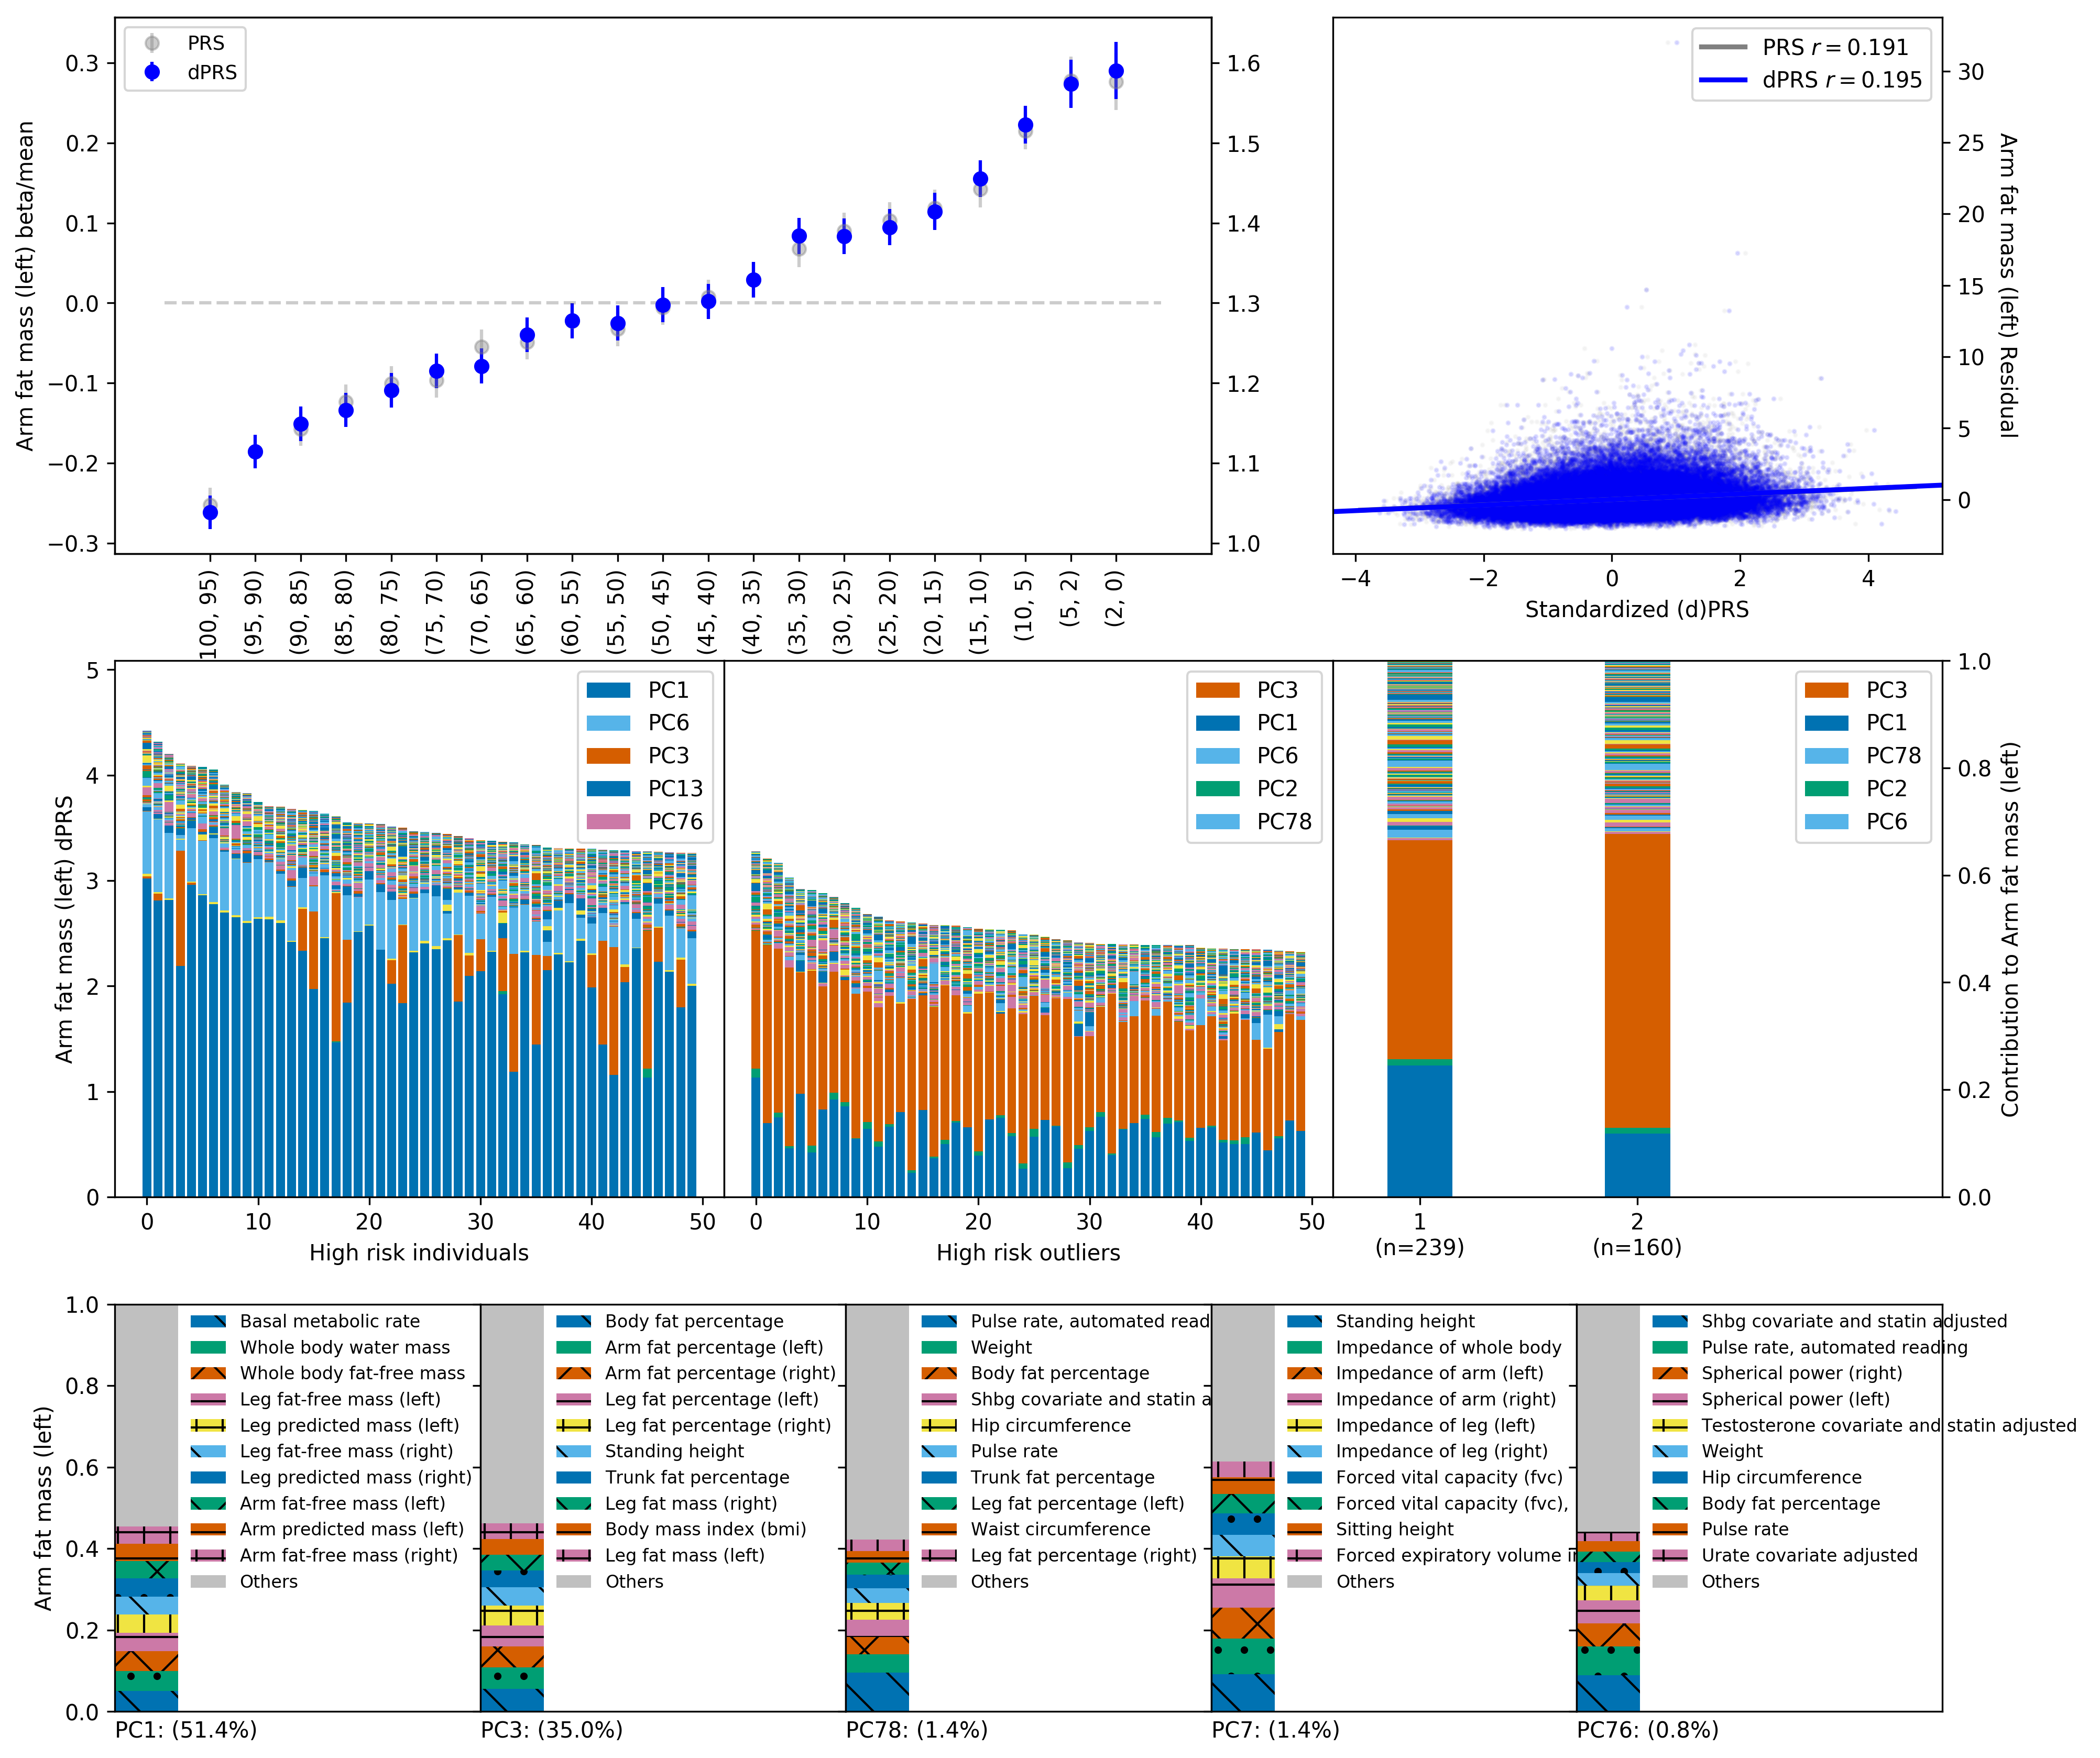 PRS
dPRS
Arm fat mass (left) beta/mean
0.3
0.2
0.1
0.0
−0.1
−0.2
−0.3
1.6
1.5
1.4
1.3
1.2
1.1
1.0
100, 95)
(95, 90)
(90, 85)
(85, 80)
(80, 75)
(75, 70)
(70, 65)
(65, 60)
(60, 55)
(55, 50)
(50, 45)
(45, 40)
(40, 35)
(35, 30)
(30, 25)
(25, 20)
(20, 15)
(15, 10)
(10, 5)
(5, 2)
(2, 0)
PRS r = 0.191
dPRS r = 0.195
30
25
20
15
10
5
0
Arm fat mass (left) Residual
−4
−2
0
2
4
Standardized (d)PRS
Arm fat mass (left) dPRS
5
4
3
2
1
0
PC1
PC6
PC3
PC13
PC76
0
10
20
30
40
50
High risk individuals
PC3
PC1
PC6
PC2
PC78
0
10
20
30
40
50
High risk outliers
PC3
PC1
PC78
PC2
PC6
1
(n=239)
2
(n=160)
1.0
0.8
0.6
0.4
0.2
0.0
Contribution to Arm fat mass (left)
Arm fat mass (left)
1.0
0.8
0.6
0.4
0.2
0.0
Basal metabolic rate
Whole body water mass
Whole body fat-free mass
Leg fat-free mass (left)
Leg predicted mass (left)
Leg fat-free mass (right)
Leg predicted mass (right)
Arm fat-free mass (left)
Arm predicted mass (left)
Arm fat-free mass (right)
Others
PC1: (51.4%)
Body fat percentage
Arm fat percentage (left)
Arm fat percentage (right)
Leg fat percentage (left)
Leg fat percentage (right)
Standing height
Trunk fat percentage
Leg fat mass (right)
Body mass index (bmi)
Leg fat mass (left)
Others
PC3: (35.0%)
Pulse rate, automated read
Weight
Body fat percentage
Shbg covariate and statin a
Hip circumference
Pulse rate
Trunk fat percentage
Leg fat percentage (left)
Waist circumference
Leg fat percentage (right)
Others
PC78: (1.4%)
Standing height
Impedance of whole body
Impedance of arm (left)
Impedance of arm (right)
Impedance of leg (left)
Impedance of leg (right)
Forced vital capacity (fvc)
Forced vital capacity (fvc),
Sitting height
Forced expiratory volume in
Others
PC7: (1.4%)
Shbg covariate and statin adjusted
Pulse rate, automated reading
Spherical power (right)
Spherical power (left)
Testosterone covariate and statin adjusted
Weight
Hip circumference
Body fat percentage
Pulse rate
Urate covariate adjusted
Others
PC76: (0.8%)